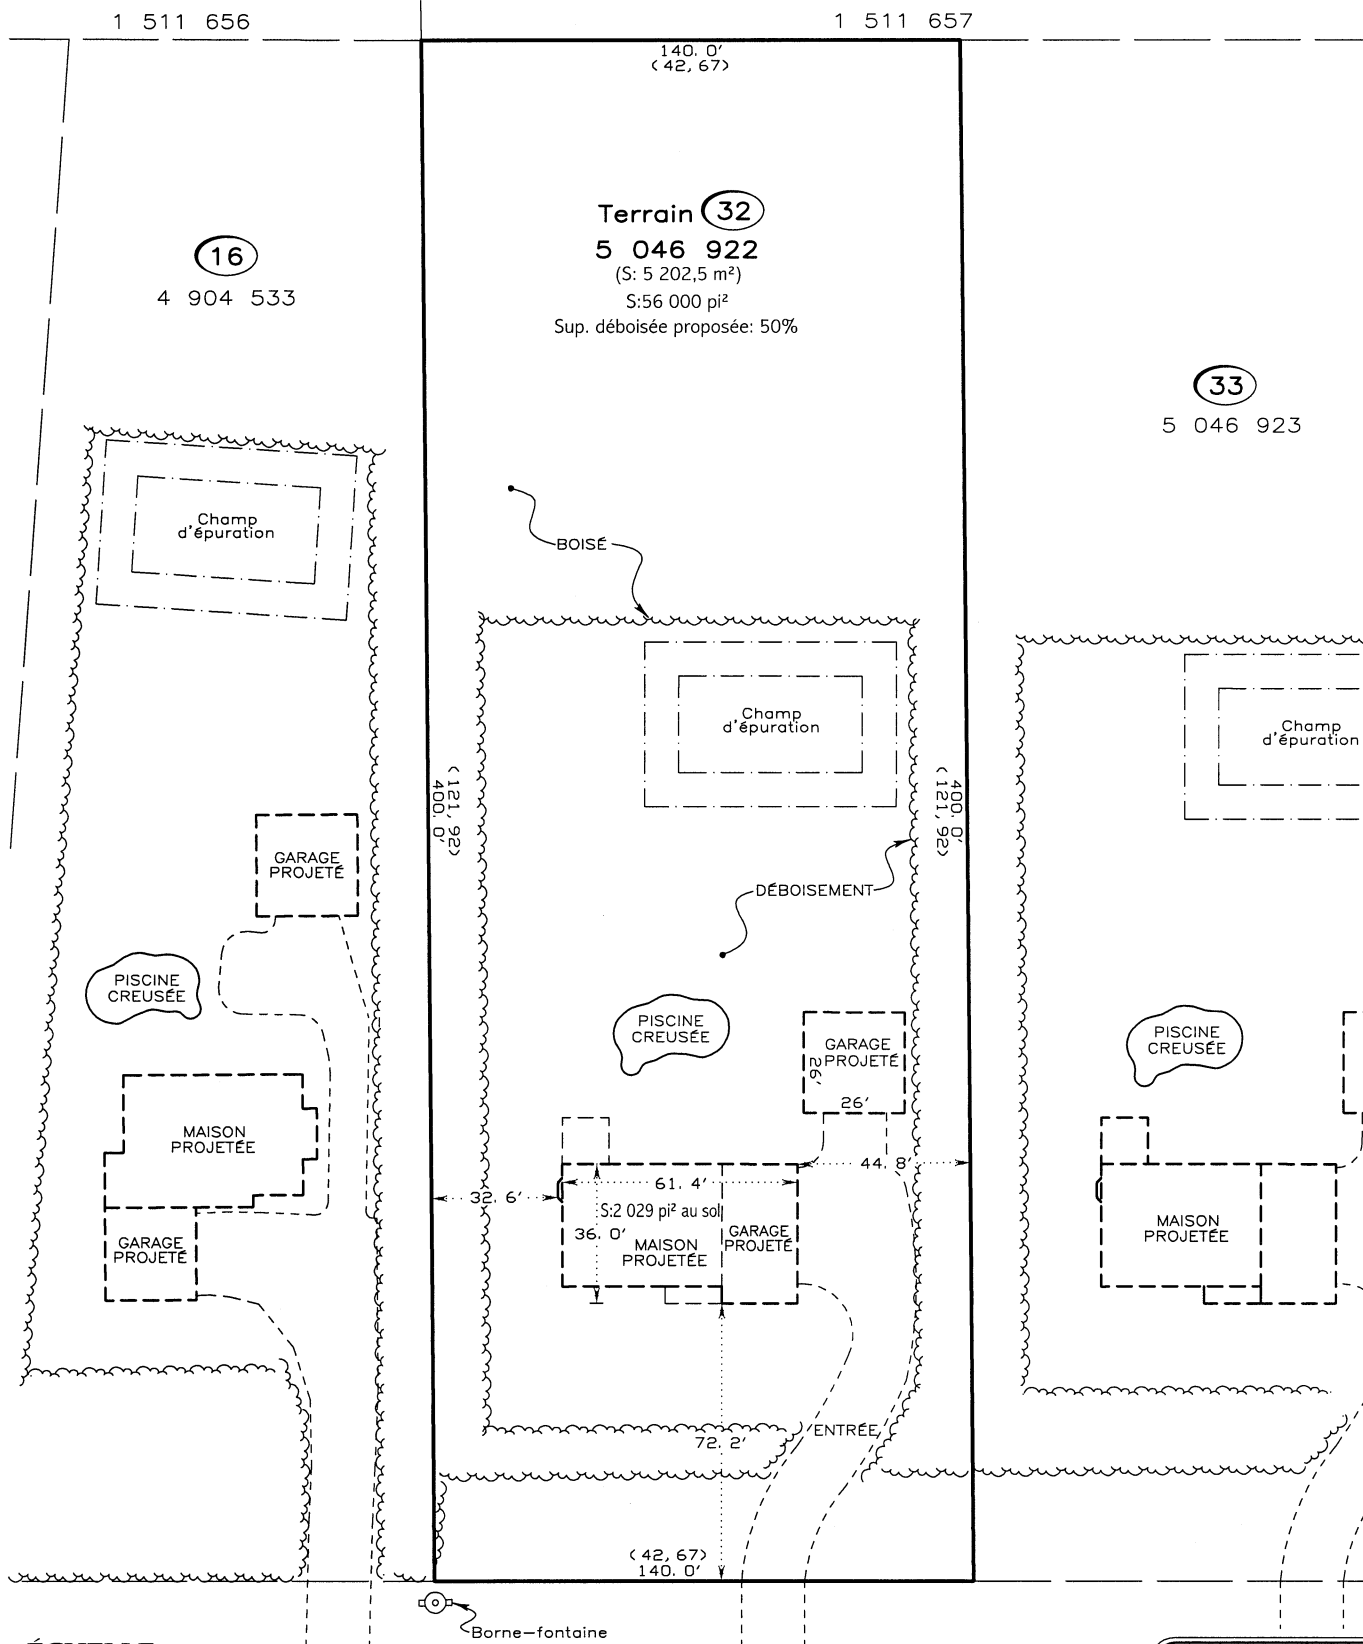 1 511 656
1 511 657
140.0'
(42,67)
Terrain 32
5 046 922
(S: 5 202,5 m²)
S:56 000 pi²
Sup. déboisée proposée: 50%
16
4 904 533
33
5 046 923
Champ
d'épuration
BOISÉ
Champ
d'épuration
Champ
d'épuration
(121,92)
400.0'
400.0'
(121,92)
GARAGE
PROJETÉ
DÉBOISEMENT
PISCINE
CREUSÉE
PISCINE
CREUSÉE
GARAGE
PROJETÉ
26'
26'
PISCINE
CREUSÉE
MAISON
PROJETÉE
44.8'
61.4'
32.6'
S:2 029 pi² au sol
36.0'
MAISON
PROJETÉE
GARAGE
PROJETÉ
GARAGE
PROJETÉ
MAISON
PROJETÉE
72.2'
ENTRÉE
(42,67)
140.0'
Borne-fontaine